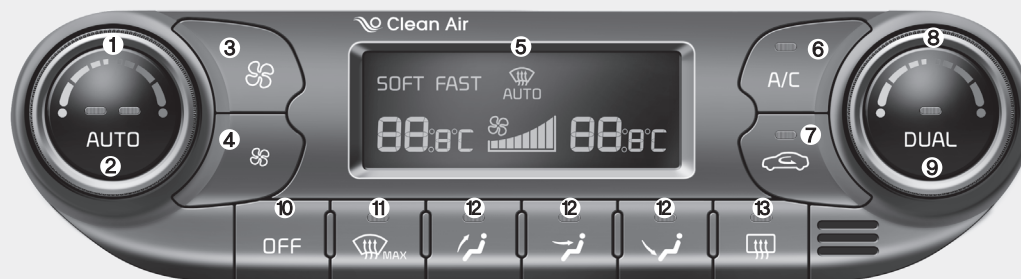 Clean Air
① ③ ⑤ ⑥ ⑧
SOFT FAST AUTO A/C
AUTO ④ 88:8°C 88:8°C ⑦ DUAL
② ⑨
⑩ ⑪ ⑫ ⑫ ⑫ ⑬
OFF MAX